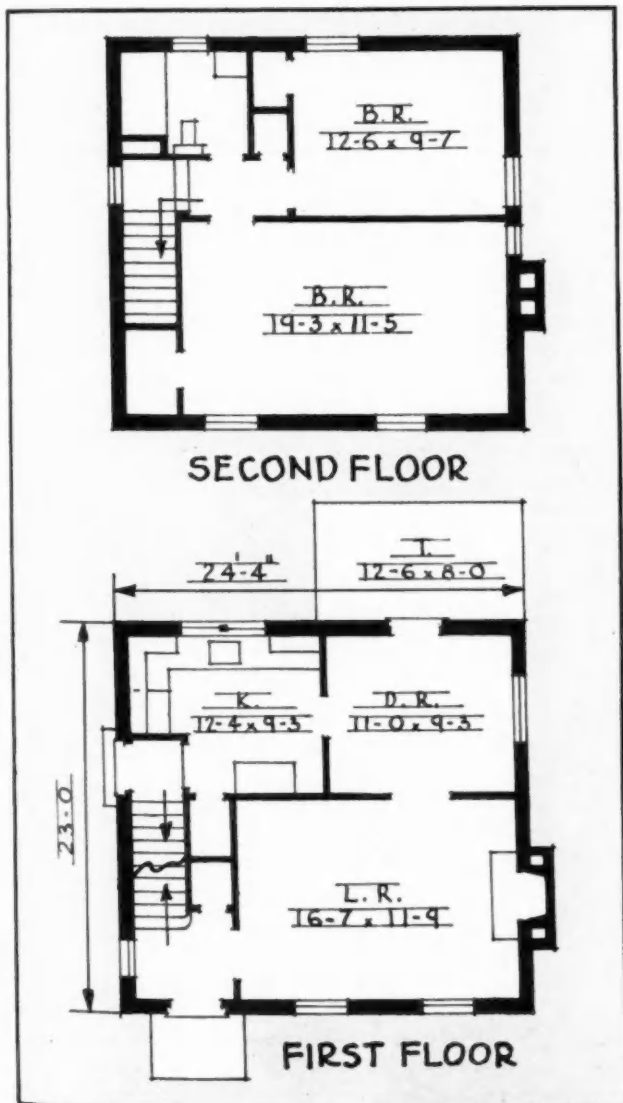 B.R.
12-6 x 9-7
B.R.
19-3 x 11-5
SECOND FLOOR
24'-4"
T.
12-6 x 8-0
K.
12-4 x 9-3
D.R.
11-0 x 9-3
23-0
L.R.
16-7 x 11-9
FIRST FLOOR